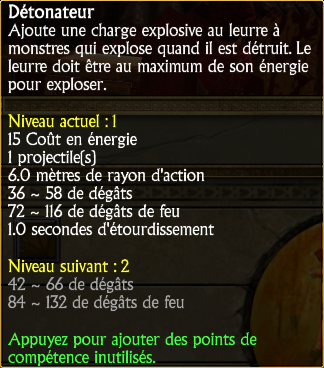 Détonateur
Ajoute une charge explosive au leurre à
monstres qui explose quand il est détruit. Le
leurre doit être au maximum de son énergie
pour exploser.
Niveau actuel : 1
15 Coût en énergie
1 projectile(s)
6.0 mètres de rayon d'action
36 ~ 58 de dégâts
72 ~ 116 de dégâts de feu
1.0 secondes d'étourdissement
Niveau suivant : 2
42 ~ 66 de dégâts
84 ~ 132 de dégâts de feu
Appuyez pour ajouter des points de
compétence inutilisés.